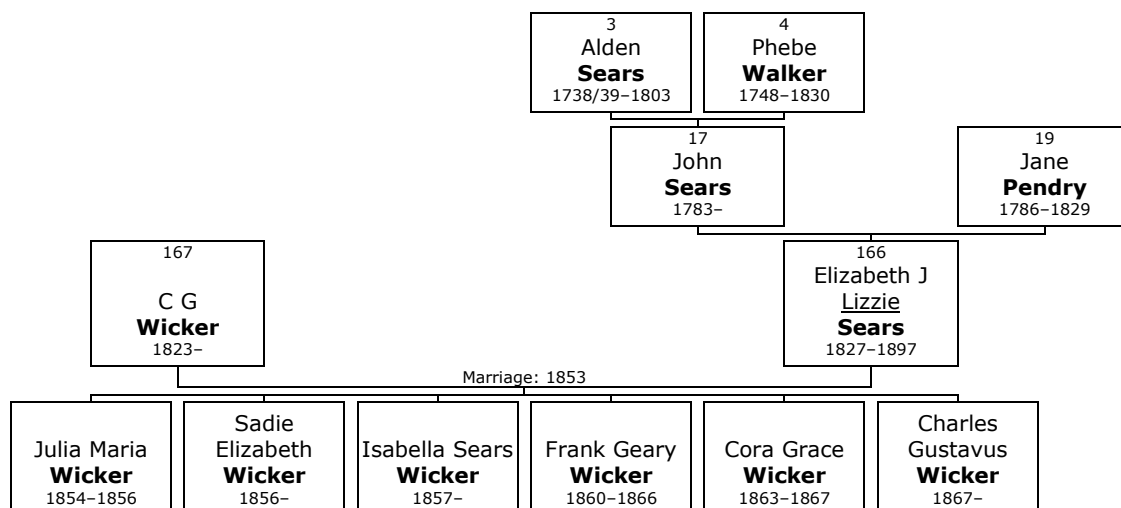 3
Alden
Sears
1738/39–1803
4
Phebe
Walker
1748–1830
17
John
Sears
1783–
19
Jane
Pendry
1786–1829
167
C G
Wicker
1823–
166
Elizabeth J
Lizzie
Sears
1827–1897
Marriage: 1853
Julia Maria
Wicker
1854–1856
Sadie
Elizabeth
Wicker
1856–
Isabella Sears
Wicker
1857–
Frank Geary
Wicker
1860–1866
Cora Grace
Wicker
1863–1867
Charles
Gustavus
Wicker
1867–